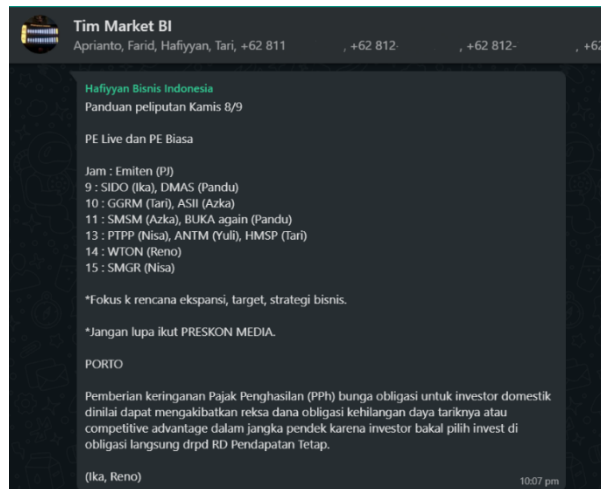 Tim Market BI
Aprianto, Farid, Hafiyyan, Tari, +62 811 , +62 812- , +62 812- , +62
Hafiyyan Bisnis Indonesia
Panduan peliputan Kamis 8/9
PE Live dan PE Biasa
Jam : Emiten (PJ)
9 : SIDO (Ika), DMAS (Pandu)
10 : GGRM (Tari), ASII (Azka)
11 : SMSM (Azka), BUKA again (Pandu)
13 : PTPP (Nisa), ANTM (Yuli), HMSP (Tari)
14 : WTON (Reno)
15 : SMGR (Nisa)
*Fokus k rencana ekspansi, target, strategi bisnis.
*Jangan lupa ikut PRESKON MEDIA.
PORTO
Pemberian keringanan Pajak Penghasilan (PPh) bunga obligasi untuk investor domestik
dinilai dapat mengakibatkan reksa dana obligasi kehilangan daya tariknya atau
competitive advantage dalam jangka pendek karena investor bakal pilih invest di
obligasi langsung drpd RD Pendapatan Tetap.
(Ika, Reno)
10:07 pm